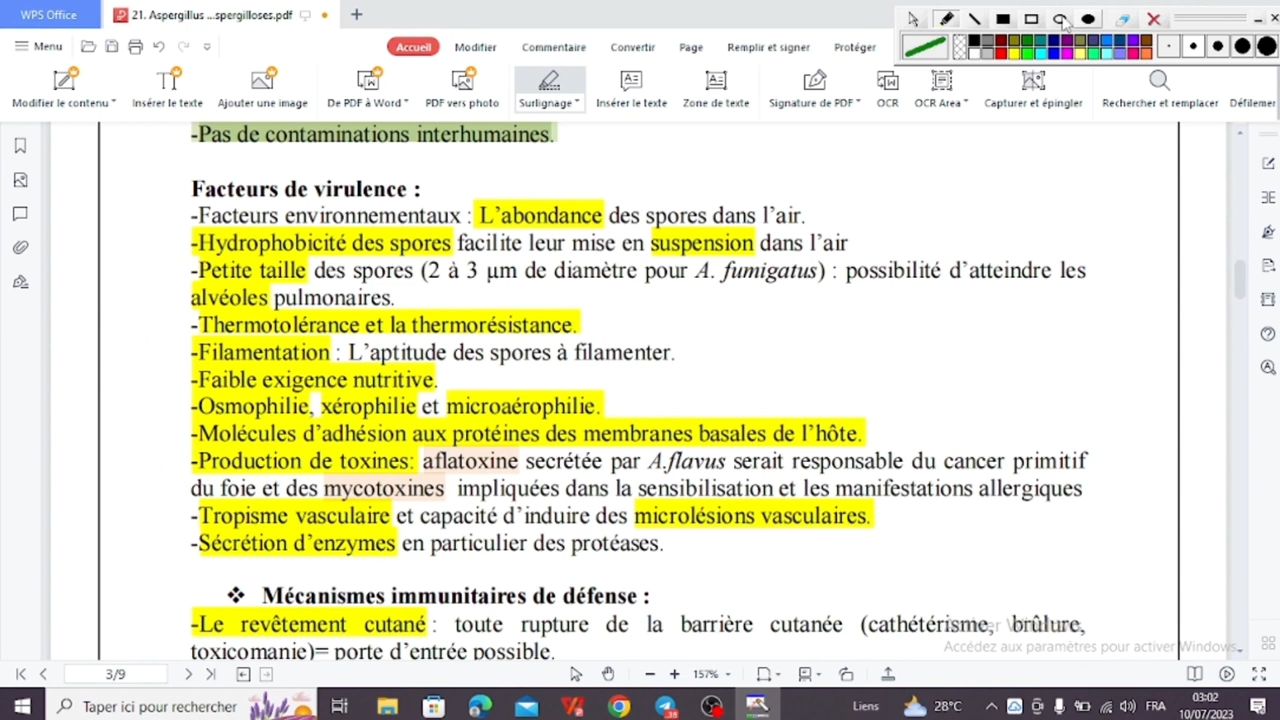 WPS Office
21. Aspergillus ...spergilloses.pdf
Menu
Accueil
Modifier
Commentaire
Convertir
Page
Remplir et signer
Protéger
Modifier le contenu
Insérer le texte
Ajouter une image
De PDF à Word
PDF vers photo
Surlignage
Insérer le texte
Zone de texte
Signature de PDF
OCR
OCR Area
Capturer et épingler
Rechercher et remplacer
Défilemen
-Pas de contaminations interhumaines.
Facteurs de virulence :
-Facteurs environnementaux : L’abondance des spores dans l’air.
-Hydrophobicité des spores facilite leur mise en suspension dans l’air
-Petite taille des spores (2 à 3 µm de diamètre pour A. fumigatus) : possibilité d’atteindre les
alvéoles pulmonaires.
-Thermotolérance et la thermorésistance.
-Filamentation : L’aptitude des spores à filamenter.
-Faible exigence nutritive.
-Osmophilie, xérophilie et microaérophilie.
-Molécules d’adhésion aux protéines des membranes basales de l’hôte.
-Production de toxines: aflatoxine secrétée par A.flavus serait responsable du cancer primitif
du foie et des mycotoxines impliquées dans la sensibilisation et les manifestations allergiques
-Tropisme vasculaire et capacité d’induire des microlésions vasculaires.
-Sécrétion d’enzymes en particulier des protéases.
❖ Mécanismes immunitaires de défense :
-Le revêtement cutané : toute rupture de la barrière cutanée (cathétérisme, brûlure,
toxicomanie)= porte d’entrée possible.
Accédez aux paramètres pour activer Windows.
3/9
157%
Taper ici pour rechercher
Liens
28°C
FRA
03:02
10/07/2023